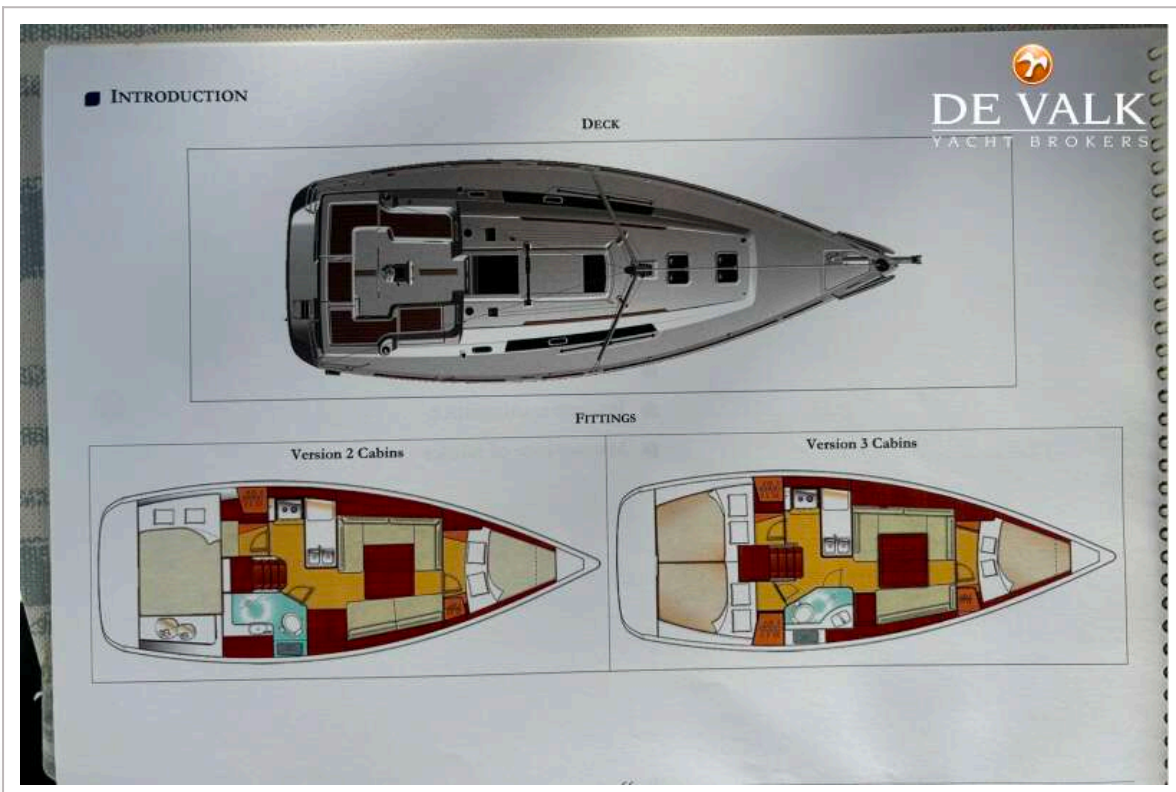 INTRODUCTION
DE VALK
YACHT BROKERS
DECK
FITTINGS
Version 2 Cabins
Version 3 Cabins